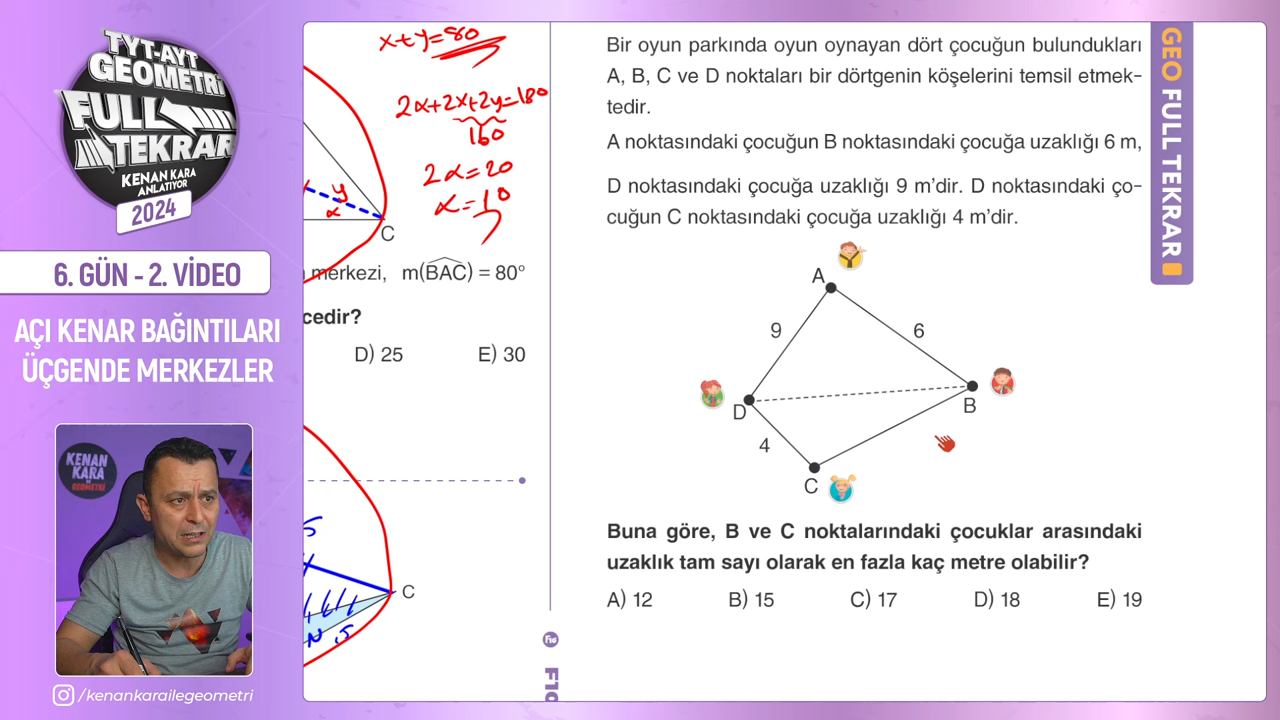 TYT-AYT
GEOMETRİ
FULL
TEKRAR
KENAN KARA
ANLATIYOR
2024
6. GÜN - 2. VİDEO
AÇI KENAR BAĞINTILARI
ÜÇGENDE MERKEZLER
KENAN
KARA
GEOMETRİ
/kenankarailegeometri
x+y=80
2α+2x+2y=180
160
2α=20
α=10
y
α
C
merkezi, m(BAC) = 80°
cedir?
D) 25 E) 30
C
N
5
F10
Bir oyun parkında oyun oynayan dört çocuğun bulundukları
A, B, C ve D noktaları bir dörtgenin köşelerini temsil etmek-
tedir.
A noktasındaki çocuğun B noktasındaki çocuğa uzaklığı 6 m,
D noktasındaki çocuğa uzaklığı 9 m’dir. D noktasındaki ço-
cuğun C noktasındaki çocuğa uzaklığı 4 m’dir.
A
9
6
D
B
4
C
Buna göre, B ve C noktalarındaki çocuklar arasındaki
uzaklık tam sayı olarak en fazla kaç metre olabilir?
A) 12 B) 15 C) 17 D) 18 E) 19
GEO FULL TEKRAR